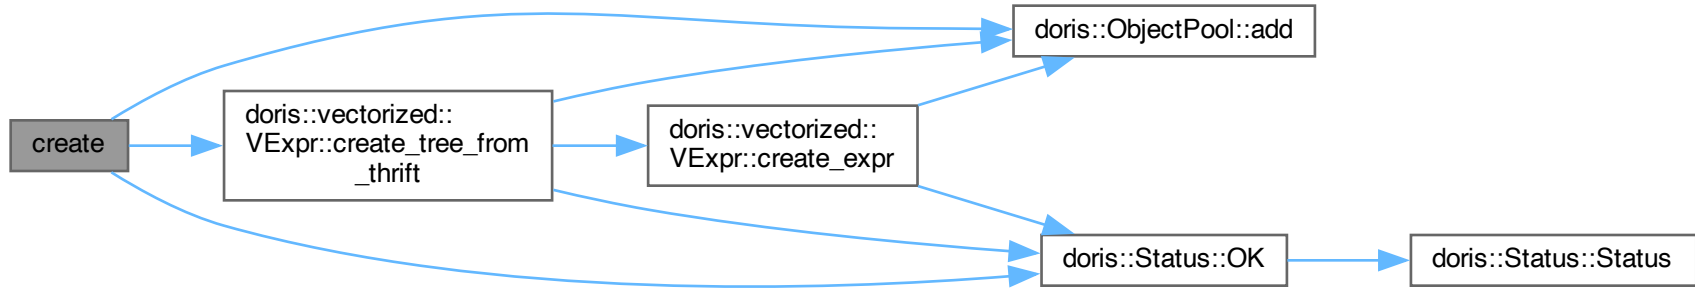 create
doris::vectorized::
VExpr::create_tree_from
_thrift
doris::vectorized::
VExpr::create_expr
doris::ObjectPool::add
doris::Status::OK
doris::Status::Status